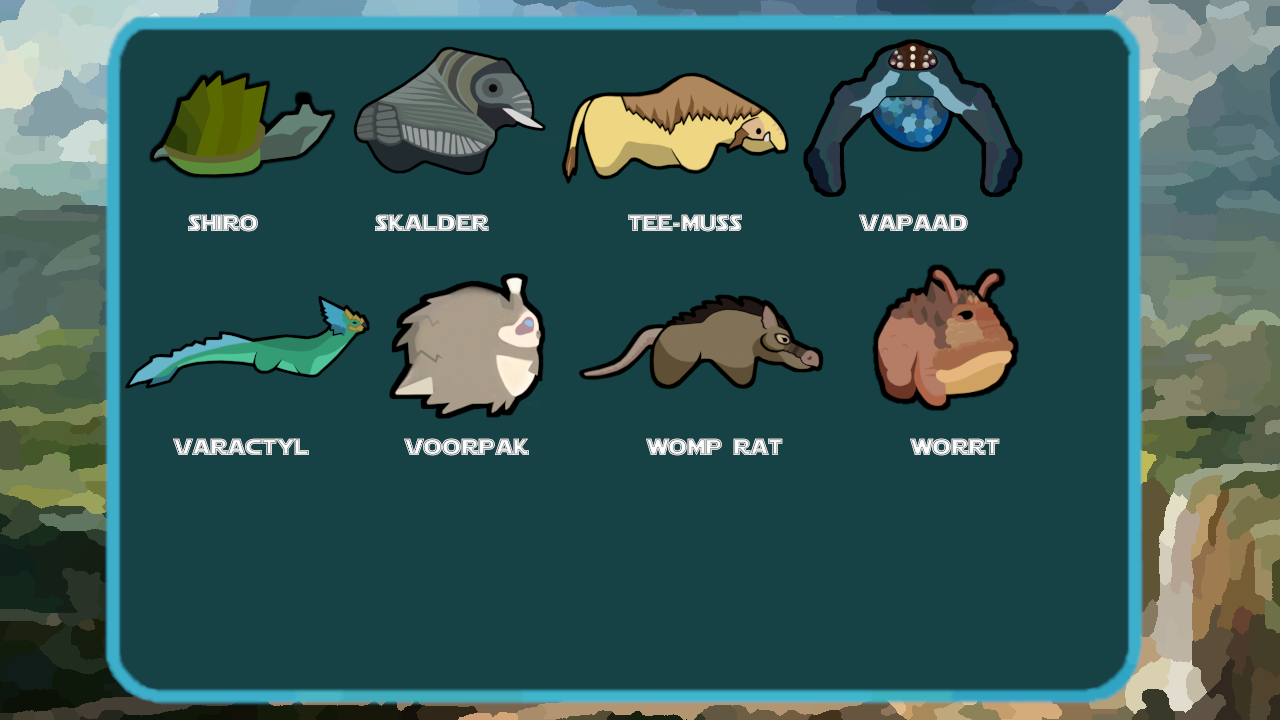 SHIRO
SKALDER
TEE-MUSS
VAPAAD
VARACTYL
VOORPAK
WOMP RAT
WORRT